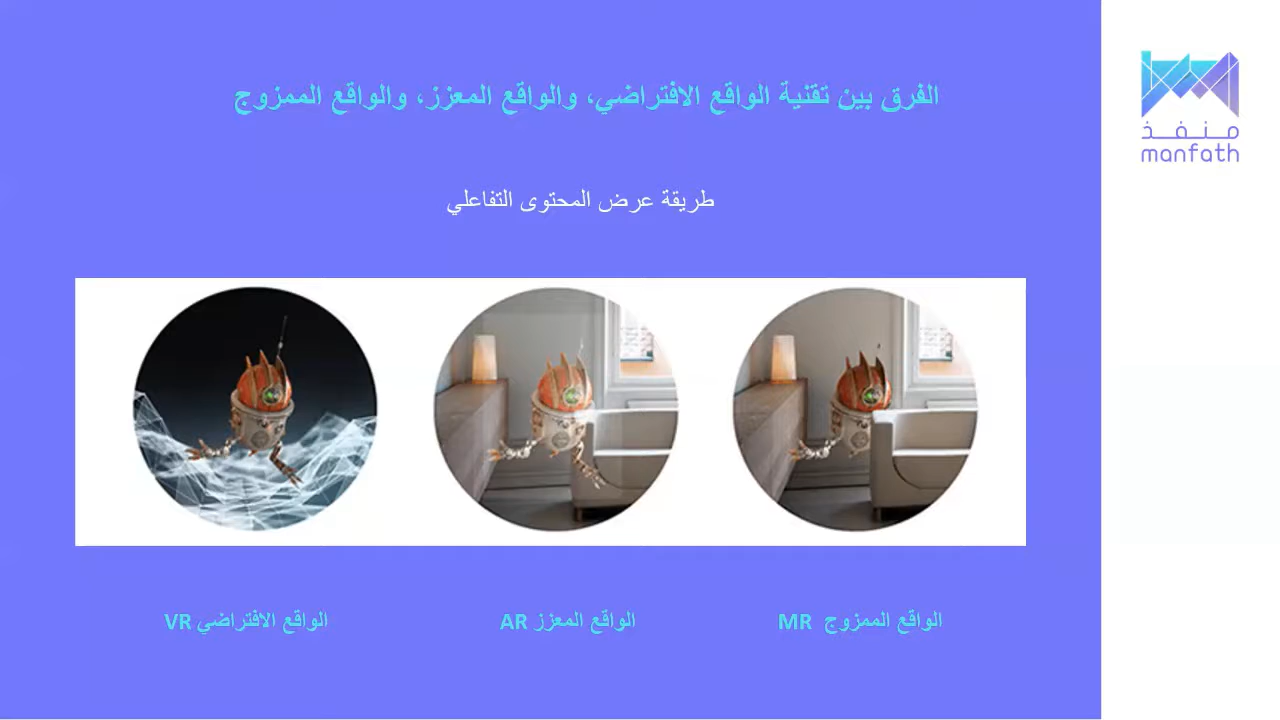 الفرق بين تقنية الواقع الافتراضي، والواقع المعزز، والواقع الممزوج
طريقة عرض المحتوى التفاعلي
الواقع الممزوج MR
الواقع المعزز AR
الواقع الافتراضي VR
منفذ
manfath